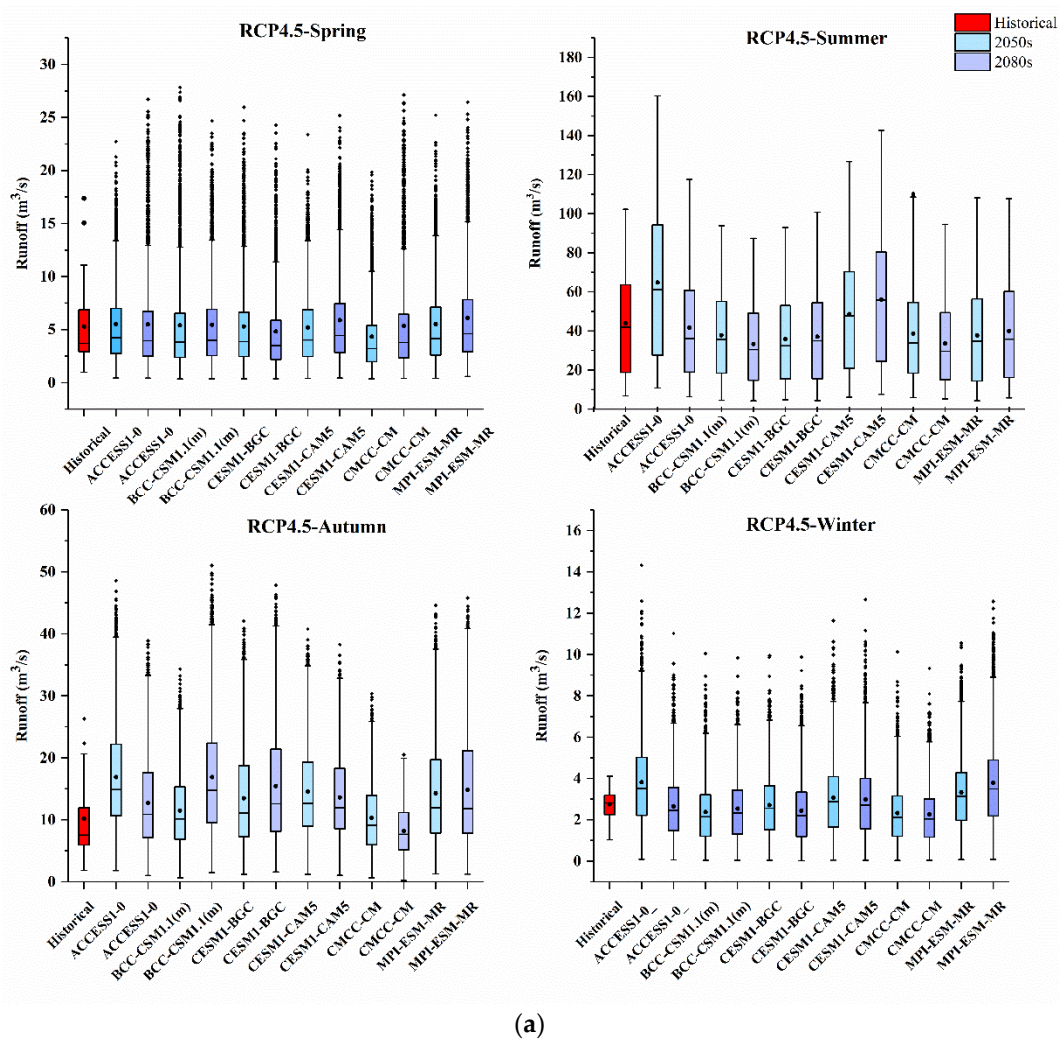 RCP4.5-Spring
Runoff (m³/s)
30
25
20
15
10
5
0
Historical
ACCESS1-0
ACCESS1-0
BCC-CSM1.1(m)
BCC-CSM1.1(m)
CESM1-BGC
CESM1-BGC
CESM1-CAM5
CESM1-CAM5
CMCC-CM
CMCC-CM
MPI-ESM-MR
MPI-ESM-MR
RCP4.5-Summer
Historical
2050s
2080s
Runoff (m³/s)
180
160
140
120
100
80
60
40
20
0
Historical
ACCESS1-0
ACCESS1-0
BCC-CSM1.1(m)
BCC-CSM1.1(m)
CESM1-BGC
CESM1-BGC
CESM1-CAM5
CESM1-CAM5
CMCC-CM
CMCC-CM
MPI-ESM-MR
MPI-ESM-MR
RCP4.5-Autumn
Runoff (m³/s)
60
50
40
30
20
10
0
Historical
ACCESS1-0
ACCESS1-0
BCC-CSM1.1(m)
BCC-CSM1.1(m)
CESM1-BGC
CESM1-BGC
CESM1-CAM5
CESM1-CAM5
CMCC-CM
CMCC-CM
MPI-ESM-MR
MPI-ESM-MR
RCP4.5-Winter
Runoff (m³/s)
16
14
12
10
8
6
4
2
0
Historical
ACCESS1-0_
ACCESS1-0_
BCC-CSM1.1(m)
BCC-CSM1.1(m)
CESM1-BGC
CESM1-BGC
CESM1-CAM5
CESM1-CAM5
CMCC-CM
CMCC-CM
MPI-ESM-MR
MPI-ESM-MR
(a)